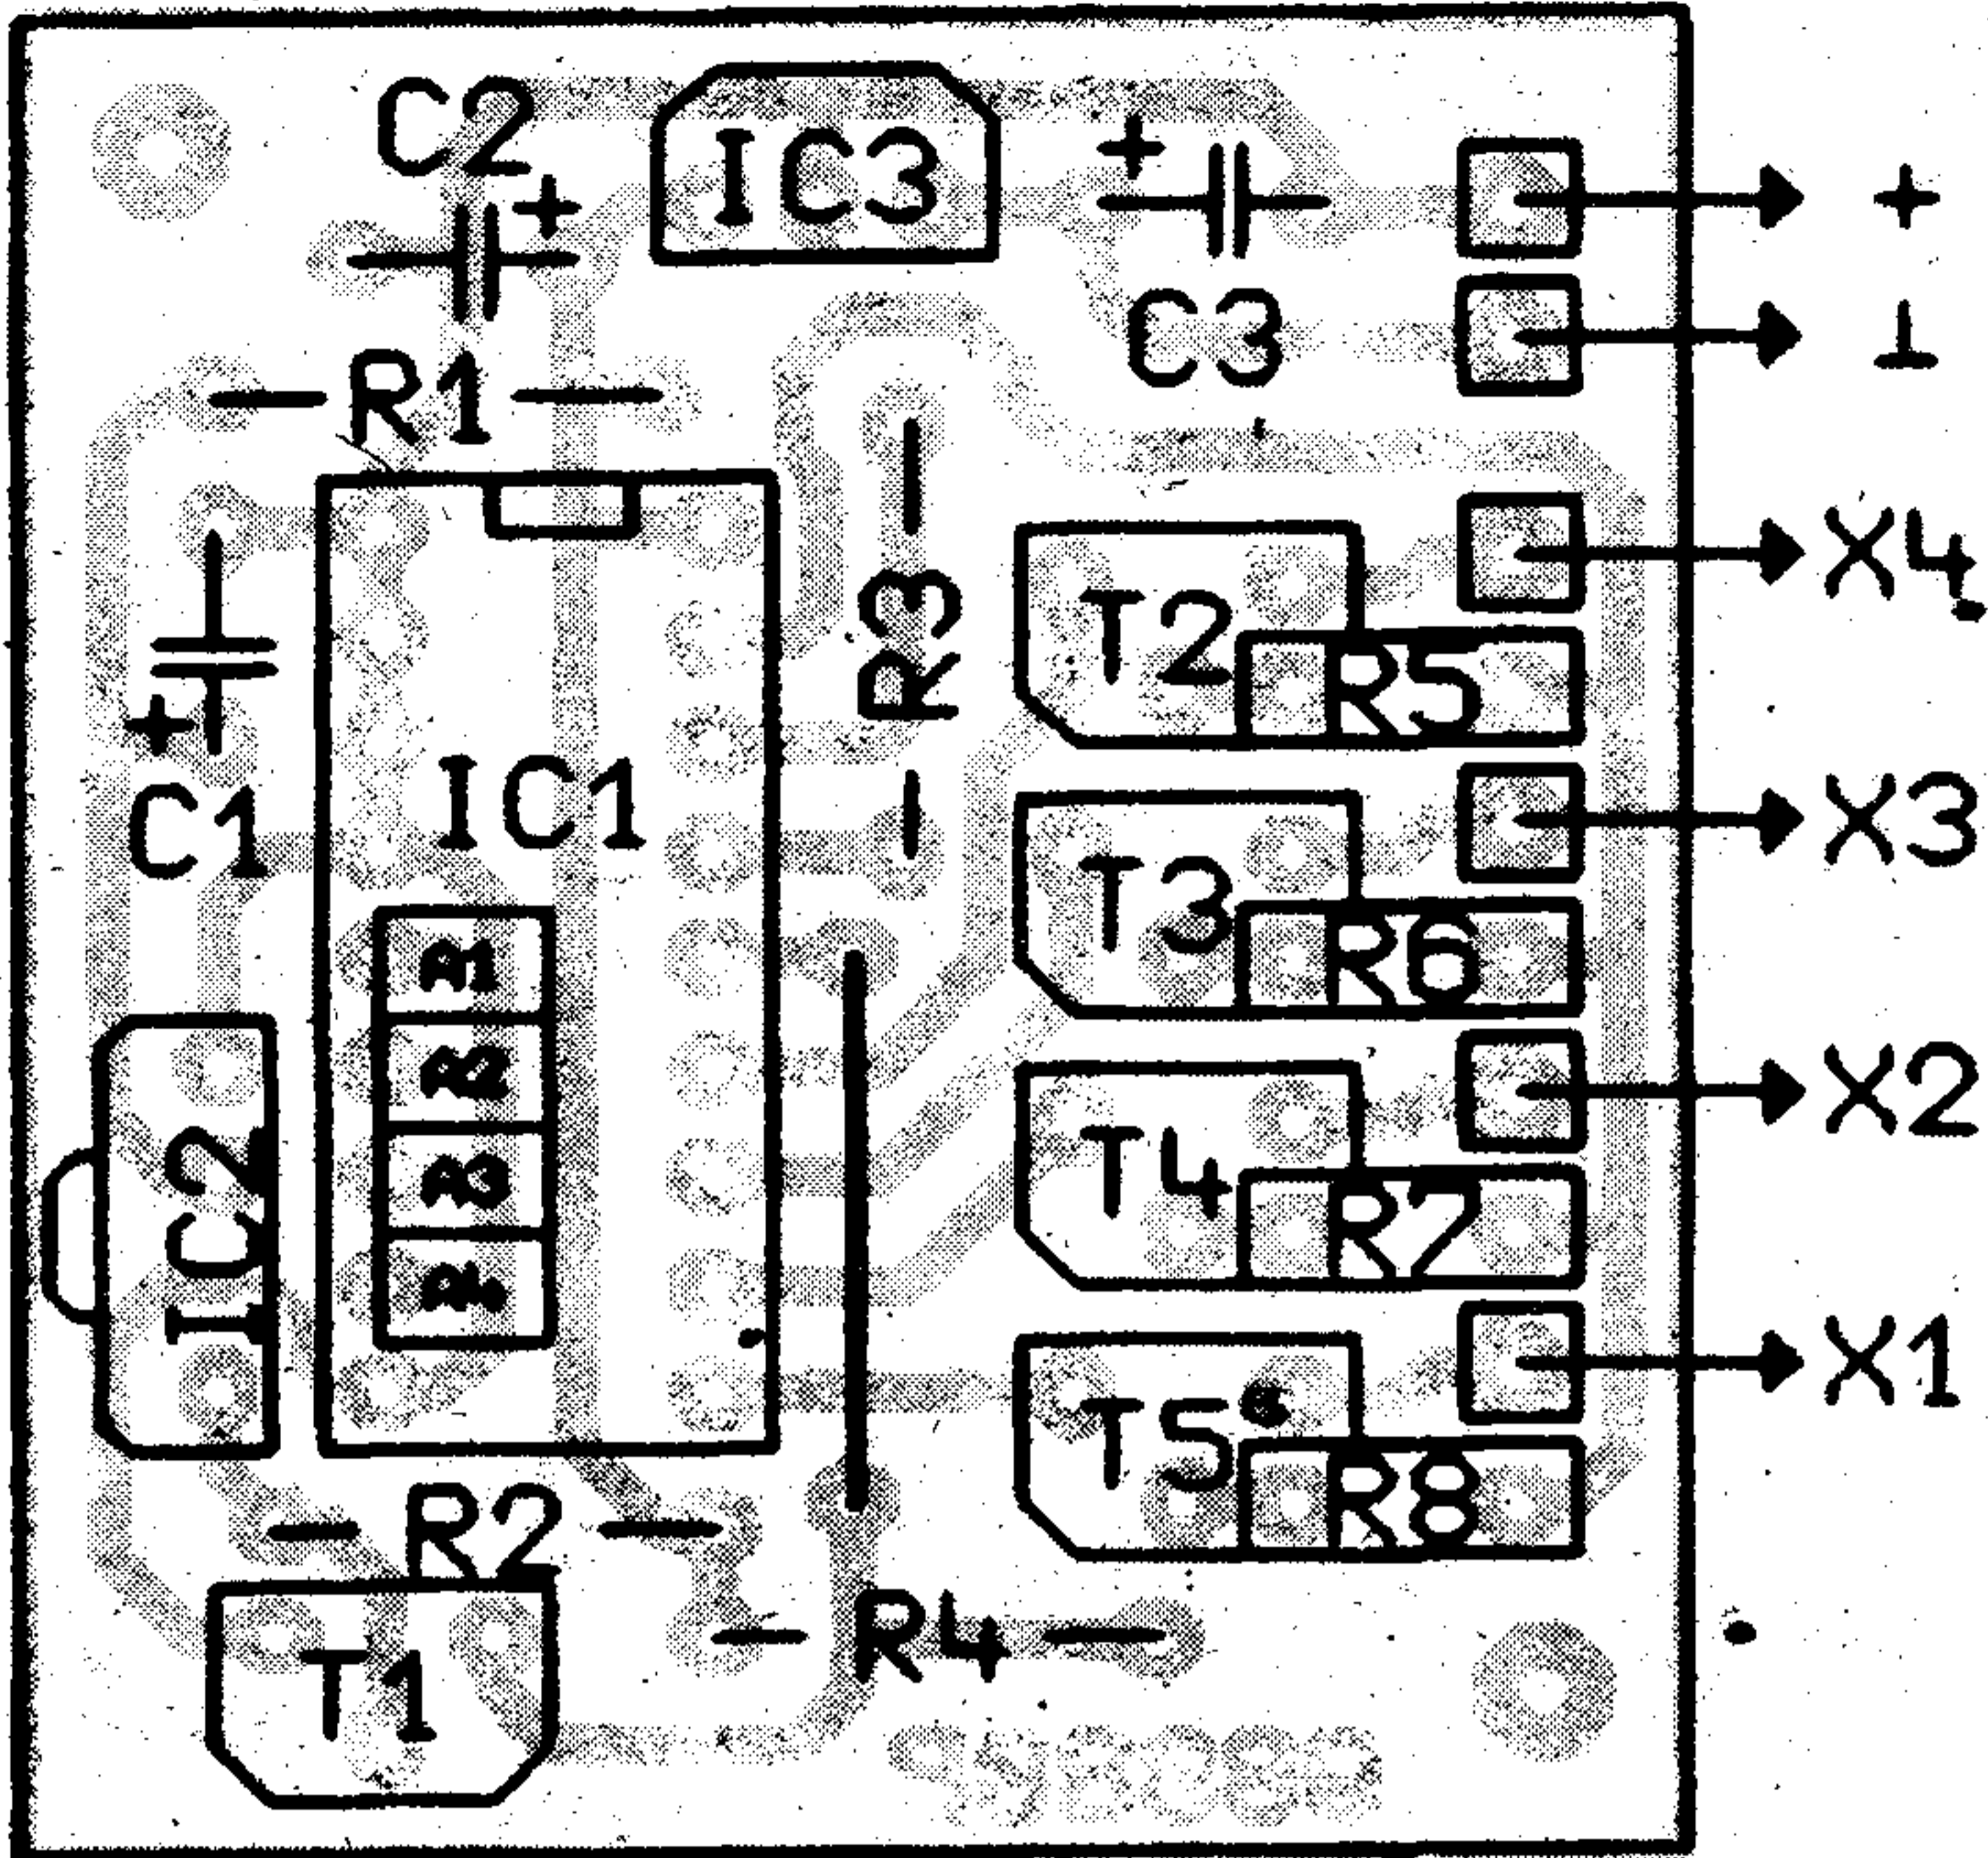 C2
IC3
+
+
+
C3
⊥
R1
X4
R3
T2
R5
+
C1
IC1
X3
T3
R6
R1
R2
R3
X2
IC2
T4
R7
X1
T5
R8
R2
R4
T1